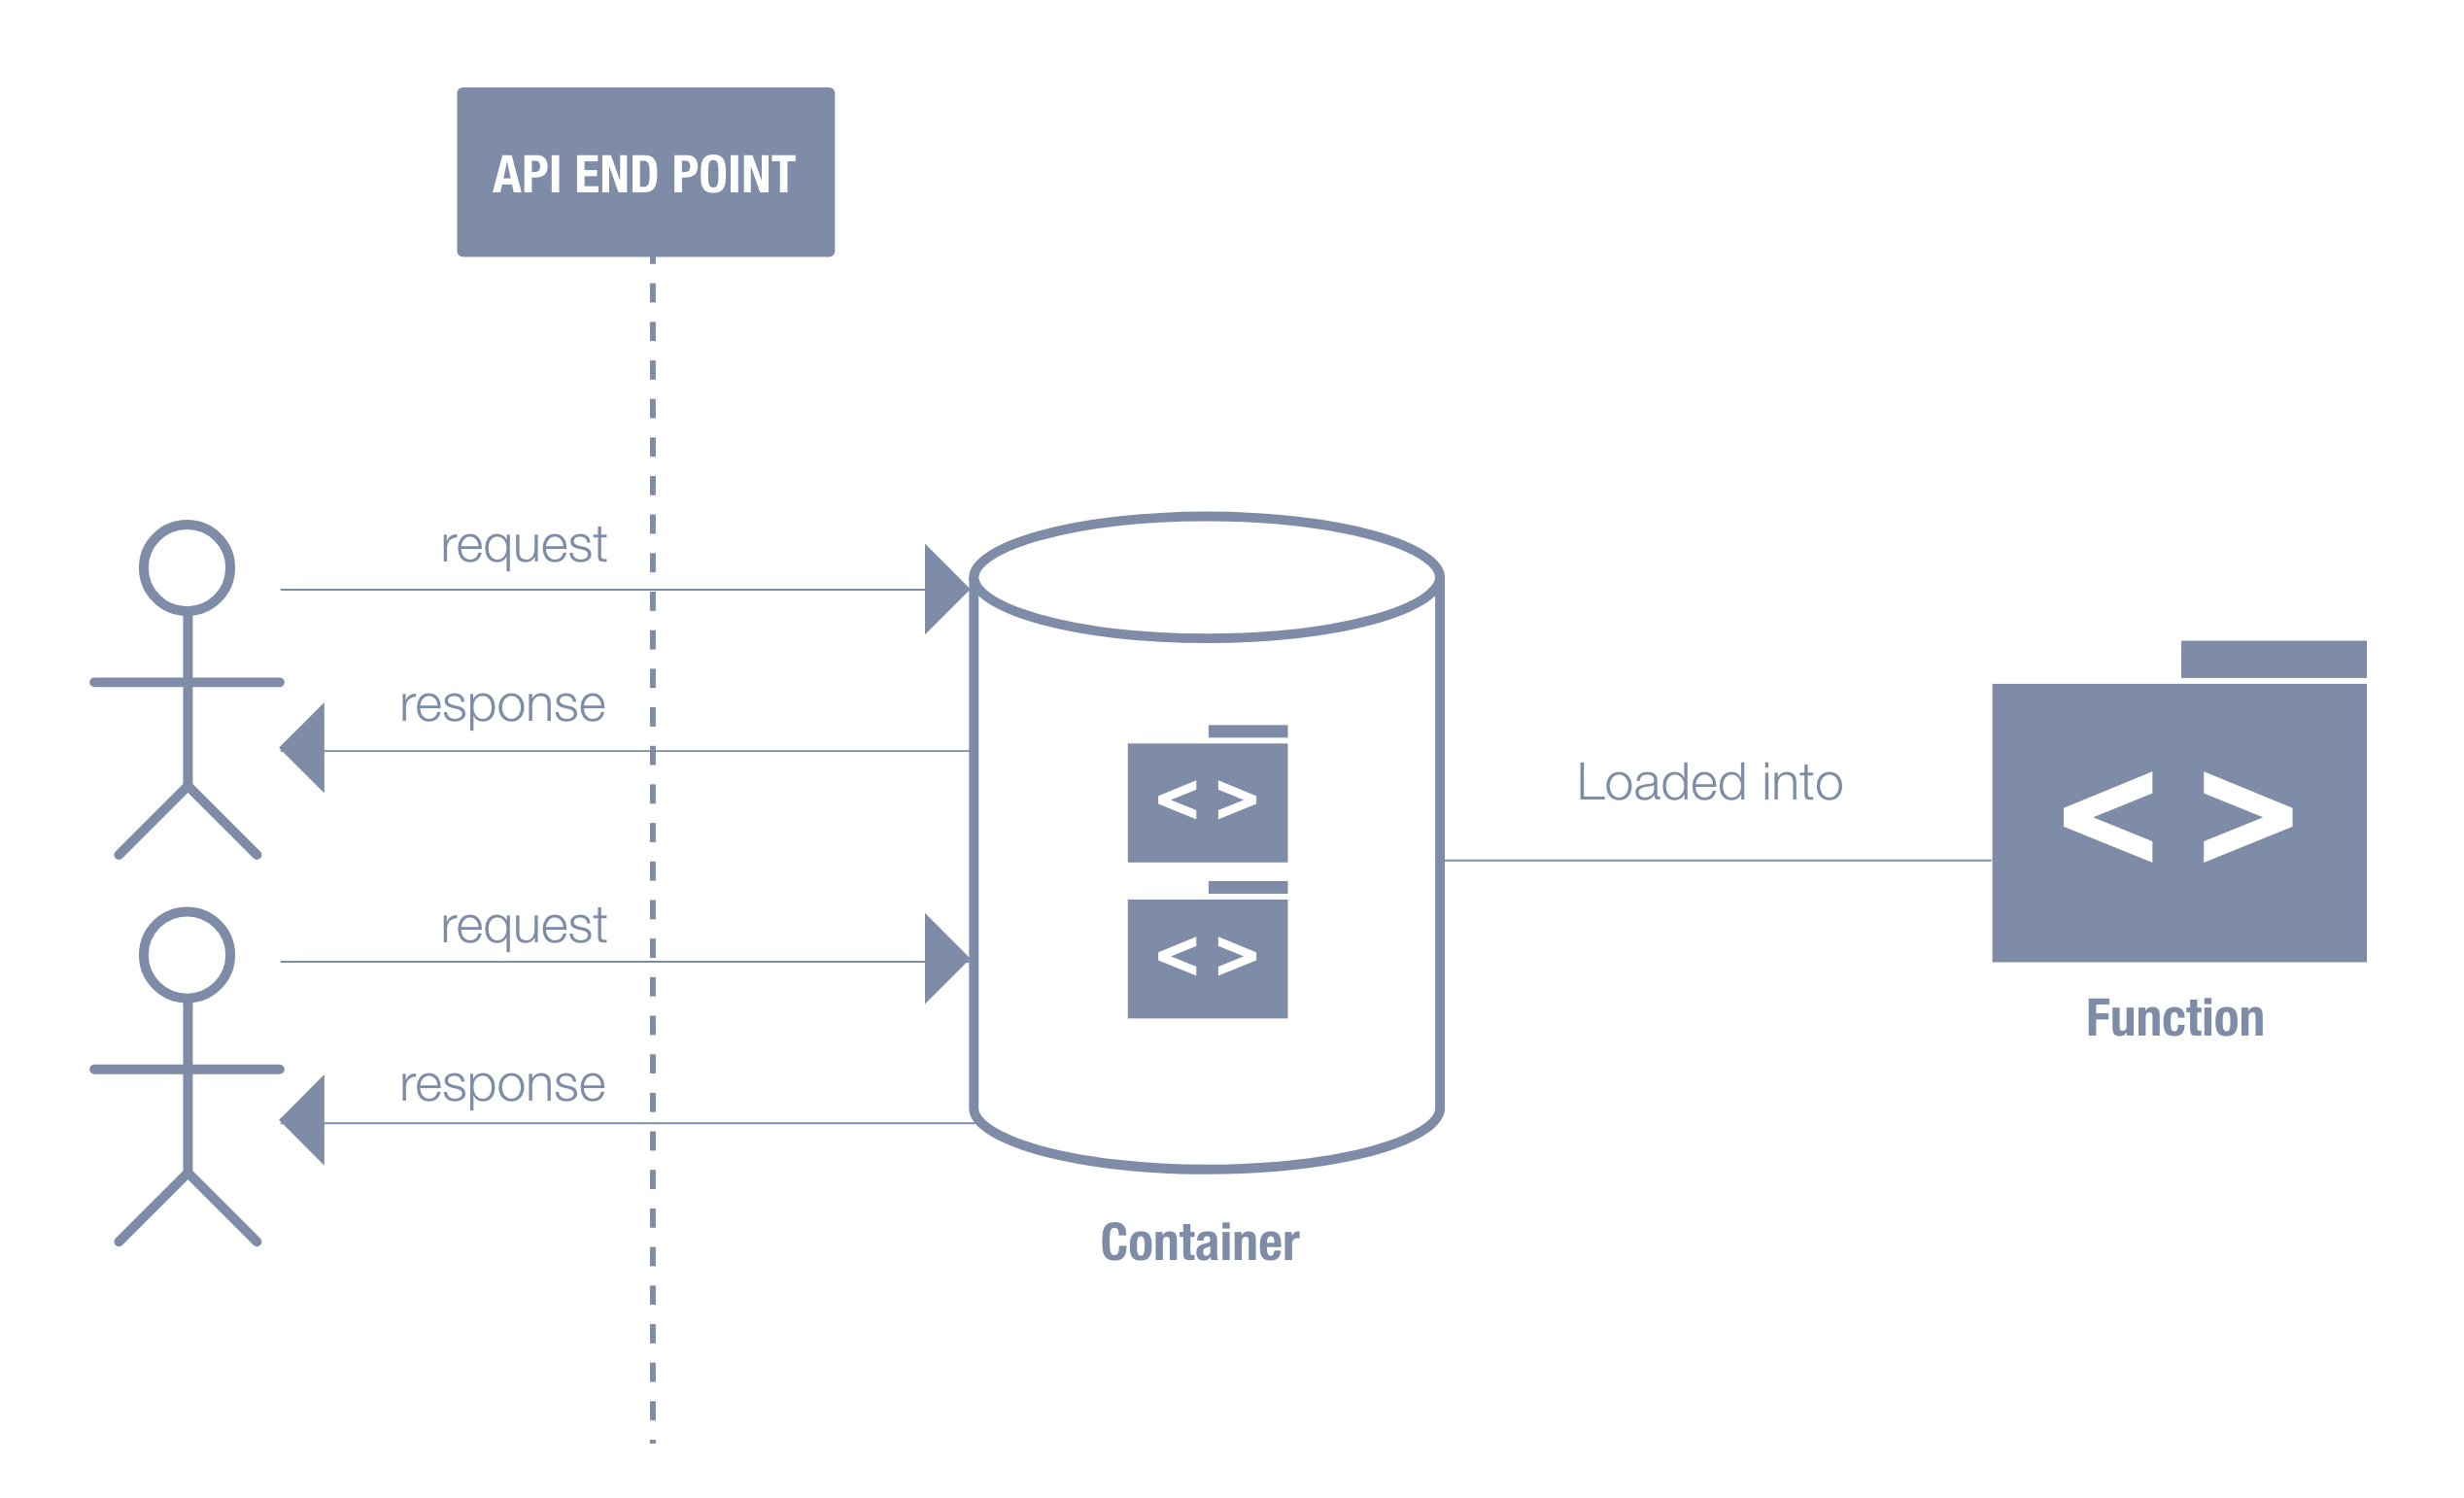 API END POINT
request
response
Loaded into
< >
< >
< >
request
Function
response
Container